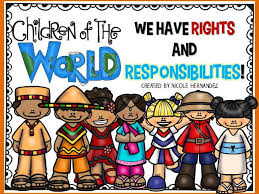 Children of the
World
We have Rights
and
Responsibilities!
Created by Nicole Hernandez